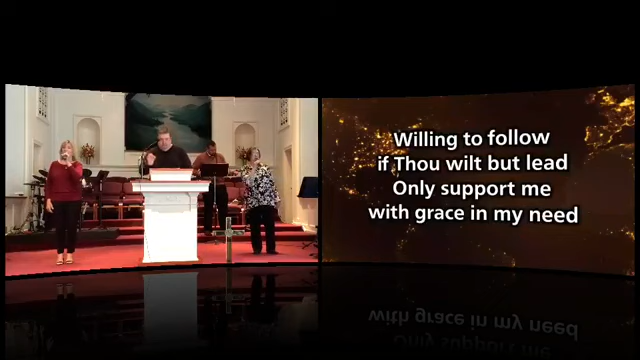 Willing to follow
if Thou wilt but lead
Only support me
with grace in my need